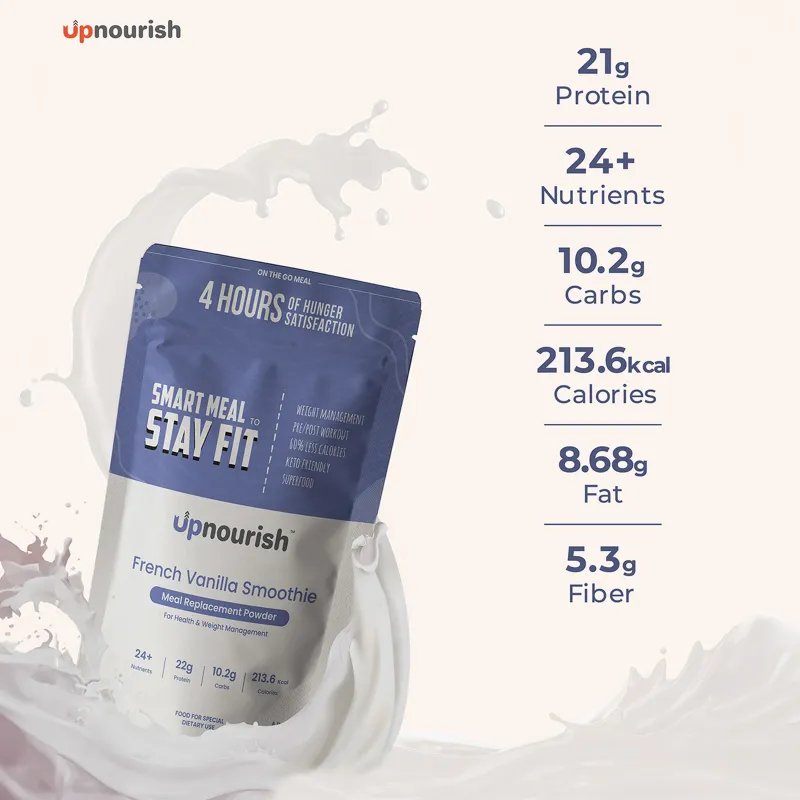 upnourish
21g
Protein
24+
Nutrients
10.2g
Carbs
213.6kcal
Calories
8.68g
Fat
5.3g
Fiber
ON THE GO MEAL
4 HOURS OF HUNGER
SATISFACTION
SMART MEAL TO
STAY FIT
WEIGHT MANAGEMENT
PRE/POST WORKOUT
60% LESS CALORIES
KETO FRIENDLY
SUPERFOOD
upnourish™
French Vanilla Smoothie
Meal Replacement Powder
For Health & Weight Management
24+ 22g 10.2g 213.6 Kcal
Nutrients Protein Carbs Calories
FOOD FOR SPECIAL
DIETARY USE